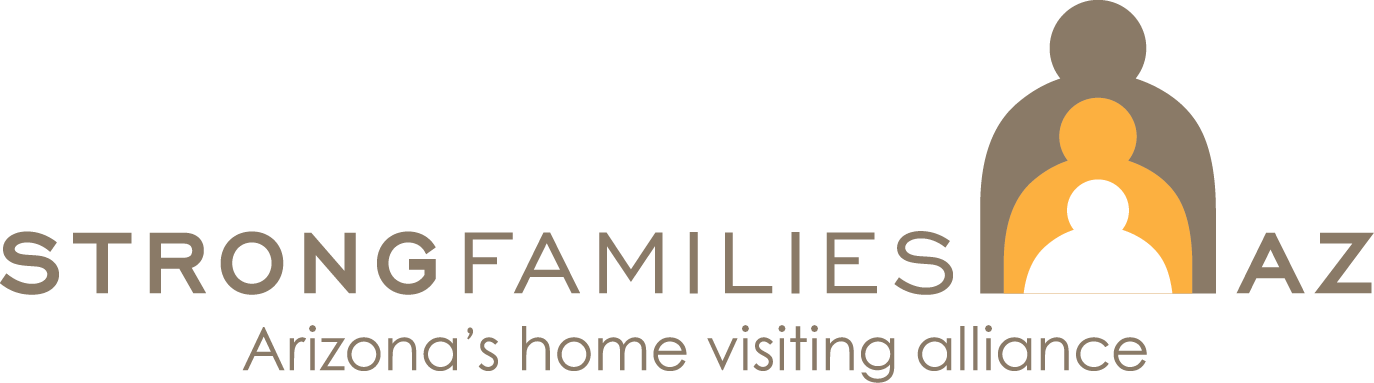 STRONGFAMILIES AZ
Arizona's home visiting alliance